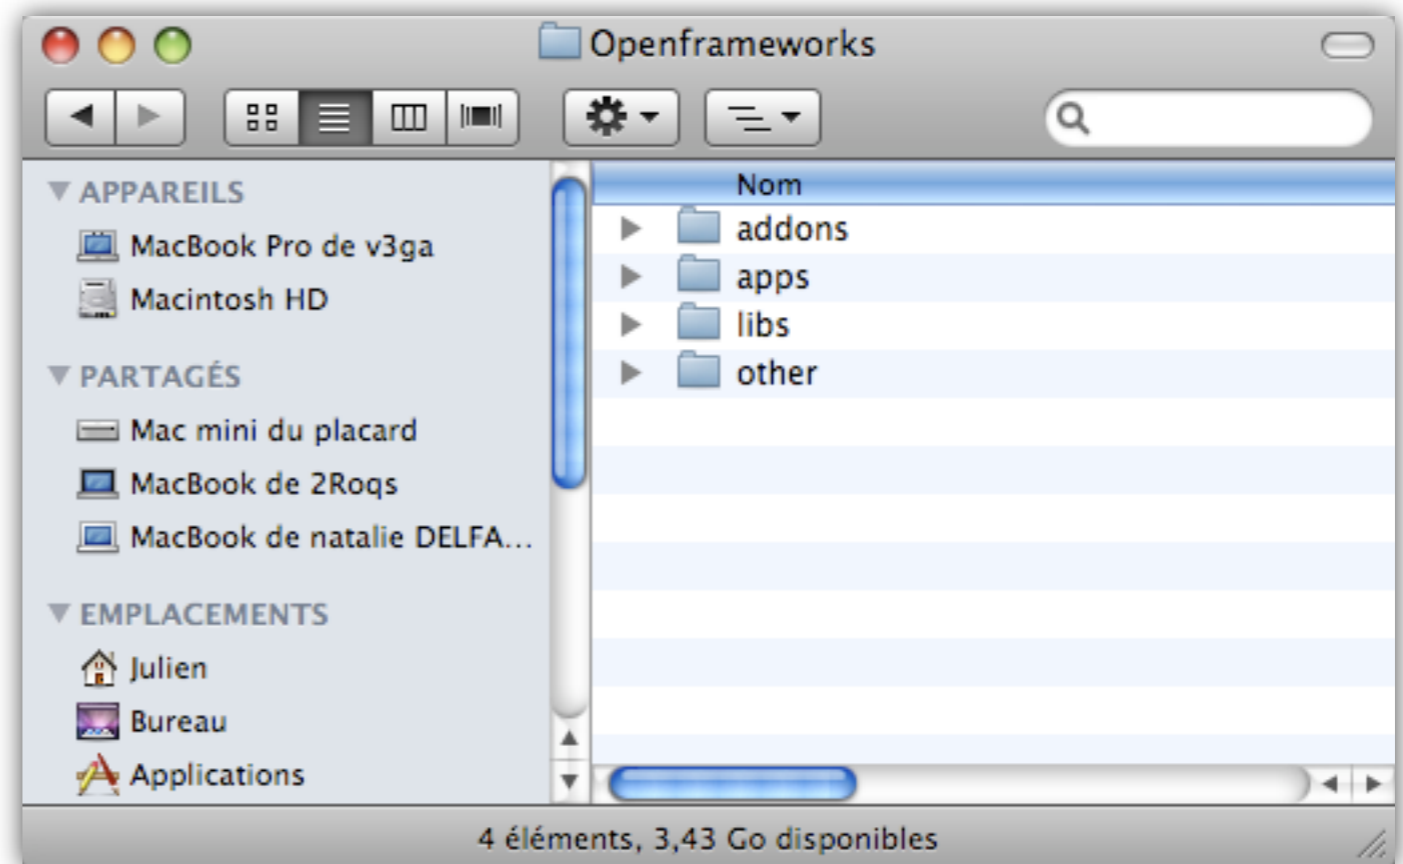 Openframeworks
APPAREILS
MacBook Pro de v3ga
Macintosh HD
PARTAGÉS
Mac mini du placard
MacBook de 2Roqs
MacBook de natalie DELFA...
EMPLACEMENTS
Julien
Bureau
Applications
Nom
addons
apps
libs
other
4 éléments, 3,43 Go disponibles